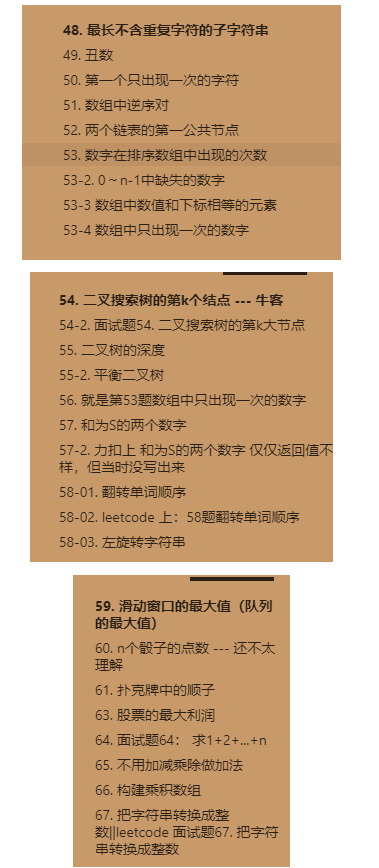 48. 最长不含重复字符的子字符串
49. 丑数
50. 第一个只出现一次的字符
51. 数组中逆序对
52. 两个链表的第一公共节点
53. 数字在排序数组中出现的次数
53-2. 0～n-1中缺失的数字
53-3 数组中数值和下标相等的元素
53-4 数组中只出现一次的数字
54. 二叉搜索树的第k个结点 --- 牛客
54-2. 面试题54. 二叉搜索树的第k大节点
55. 二叉树的深度
55-2. 平衡二叉树
56. 就是第53题数组中只出现一次的数字
57. 和为S的两个数字
57-2. 力扣上 和为S的两个数字 仅仅返回值不
样，但当时没写出来
58-01. 翻转单词顺序
58-02. leetcode 上：58题翻转单词顺序
58-03. 左旋转字符串
59. 滑动窗口的最大值（队列
的最大值）
60. n个骰子的点数 --- 还不太
理解
61. 扑克牌中的顺子
63. 股票的最大利润
64. 面试题64： 求1+2+...+n
65. 不用加减乘除做加法
66. 构建乘积数组
67. 把字符串转换成整
数||leetcode 面试题67. 把字符
串转换成整数